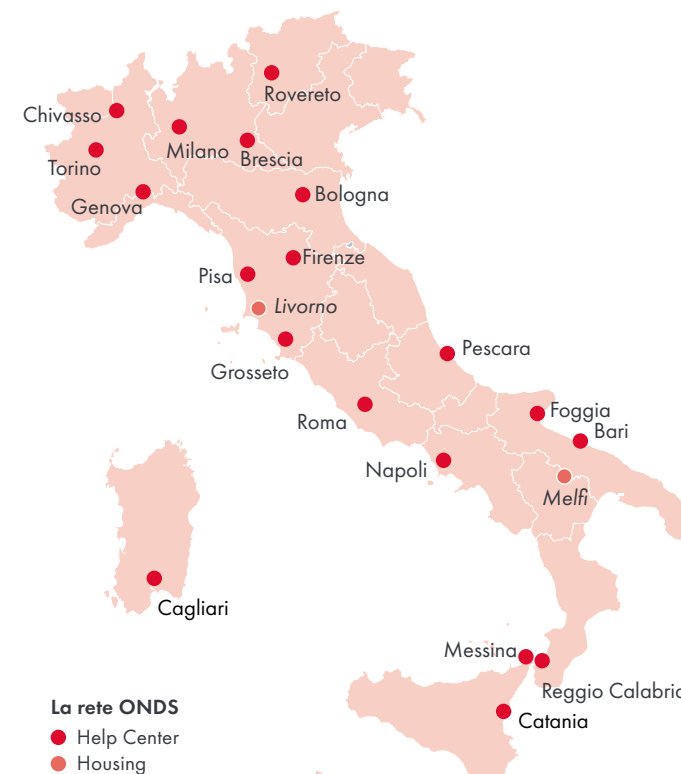 Rovereto
Chivasso
Milano
Brescia
Torino
Genova
Bologna
Firenze
Pisa
Livorno
Pescara
Grosseto
Foggia
Roma
Bari
Napoli
Melfi
Cagliari
Messina
Reggio Calabria
Catania
La rete ONDS
Help Center
Housing